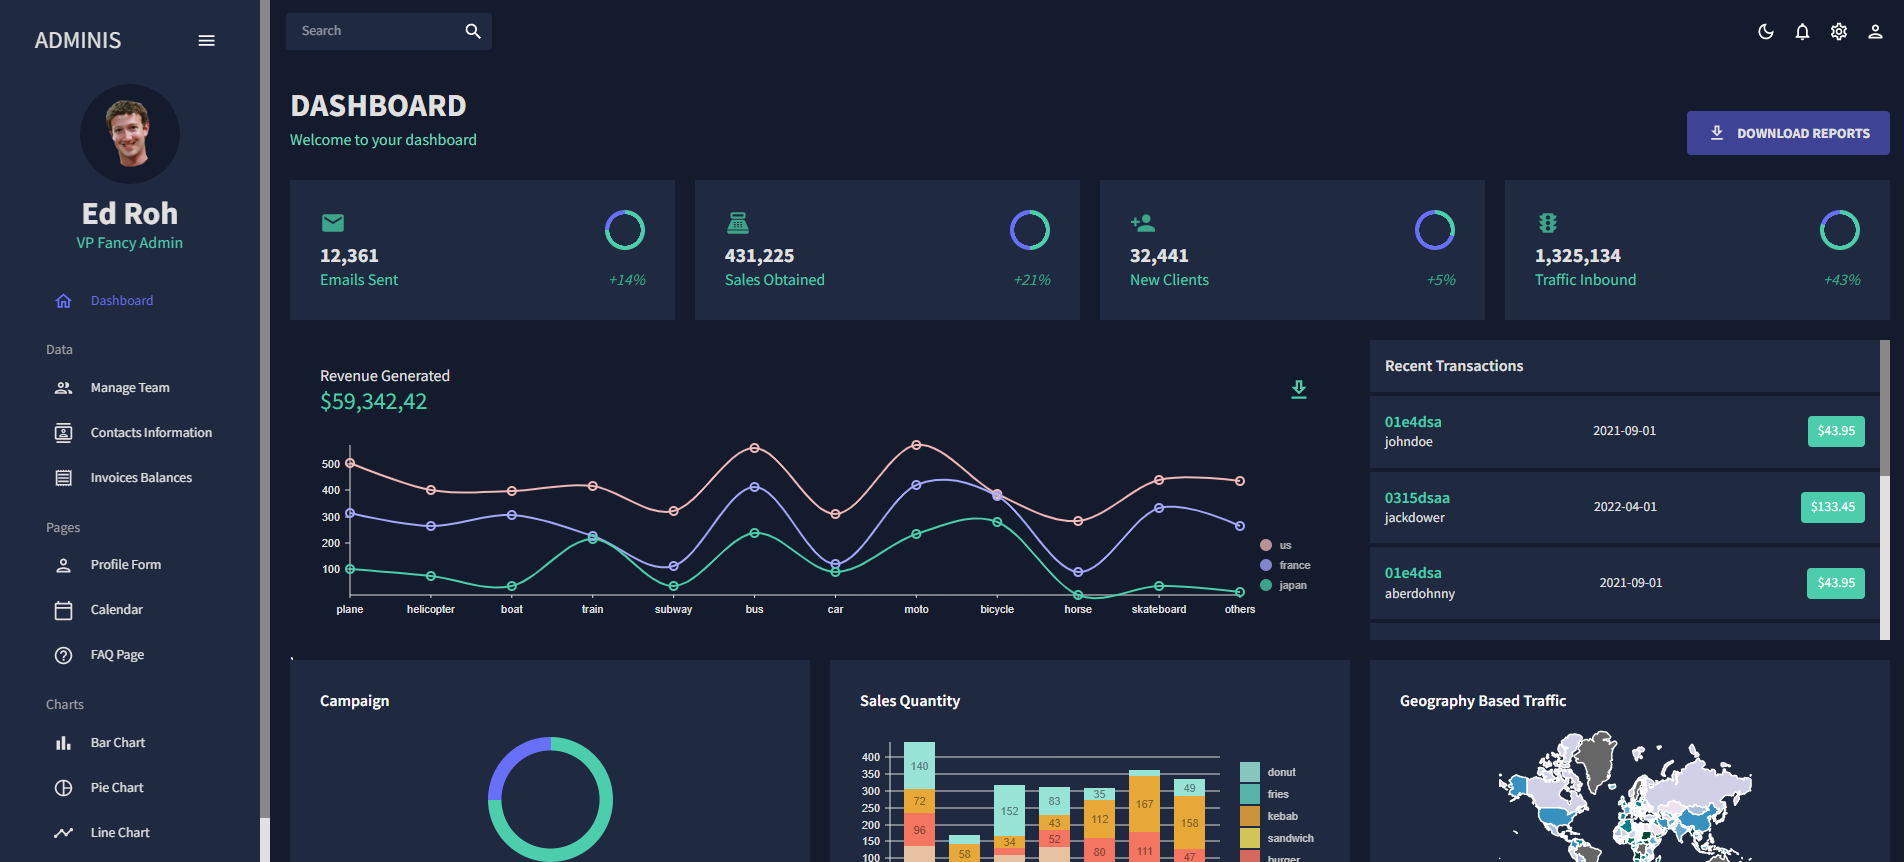 ADMINIS
Ed Roh
VP Fancy Admin
Dashboard
Data
Manage Team
Contacts Information
Invoices Balances
Pages
Profile Form
Calendar
FAQ Page
Charts
Bar Chart
Pie Chart
Line Chart
Search
DASHBOARD
Welcome to your dashboard
DOWNLOAD REPORTS
12,361
Emails Sent
+14%
431,225
Sales Obtained
+21%
32,441
New Clients
+5%
1,325,134
Traffic Inbound
+43%
Revenue Generated
$59,342,42
500
400
300
200
100
plane helicopter boat train subway bus car moto bicycle horse skateboard others
us
france
japan
Recent Transactions
01e4dsa
johndoe
2021-09-01
$43.95
0315dsaa
jackdower
2022-04-01
$133.45
01e4dsa
aberdohnny
2021-09-01
$43.95
Campaign
Sales Quantity
400
350
300
250
200
150
100
140
72
96
58
152
34
83
43
52
35
112
80
167
111
49
158
47
donut
fries
kebab
sandwich
burger
Geography Based Traffic